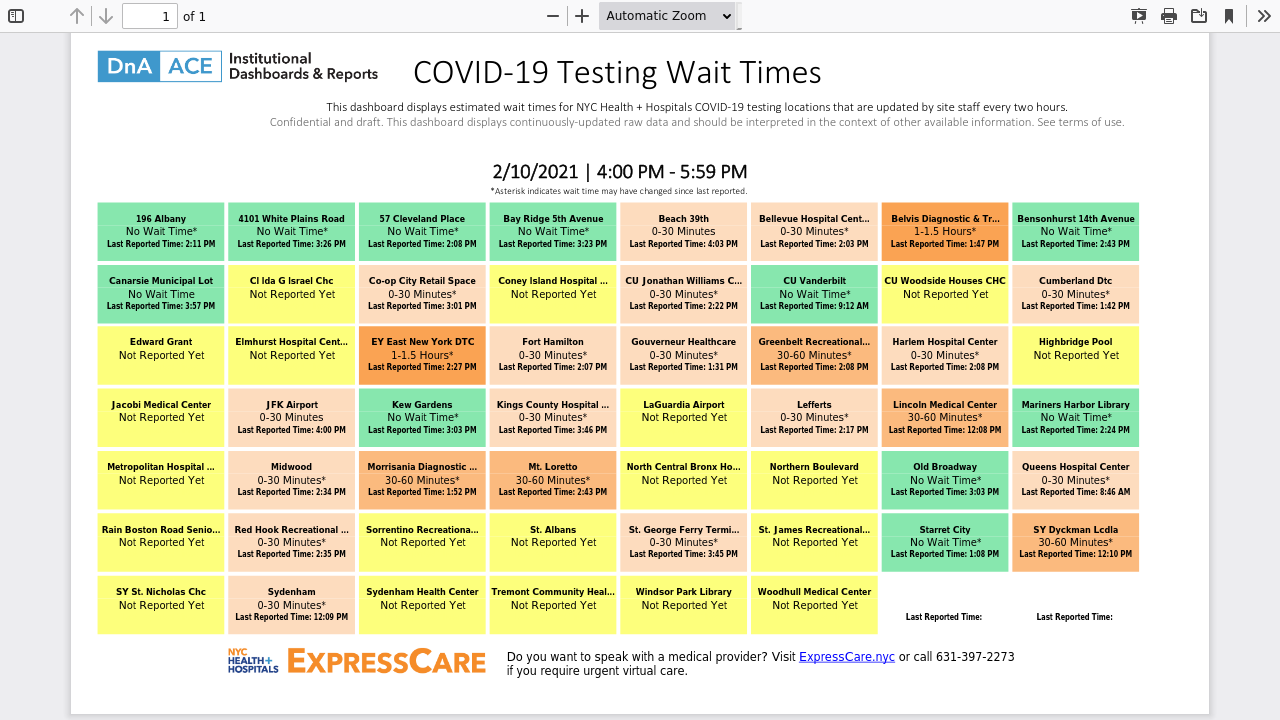 1 of 1 Automatic Zoom
DnA ACE Institutional Dashboards & Reports
COVID-19 Testing Wait Times
This dashboard displays estimated wait times for NYC Health + Hospitals COVID-19 testing locations that are updated by site staff every two hours.
Confidential and draft. This dashboard displays continuously-updated raw data and should be interpreted in the context of other available information. See terms of use.
2/10/2021 | 4:00 PM - 5:59 PM
*Asterisk indicates wait time may have changed since last reported.
196 Albany 4101 White Plains Road 57 Cleveland Place Bay Ridge 5th Avenue Beach 39th Bellevue Hospital Cent... Belvis Diagnostic & Tr... Bensonhurst 14th Avenue
No Wait Time* No Wait Time* No Wait Time* No Wait Time* 0-30 Minutes 0-30 Minutes* 1-1.5 Hours* No Wait Time*
Last Reported Time: 2:11 PM Last Reported Time: 3:26 PM Last Reported Time: 2:08 PM Last Reported Time: 3:23 PM Last Reported Time: 4:03 PM Last Reported Time: 2:03 PM Last Reported Time: 1:47 PM Last Reported Time: 2:43 PM
Canarsie Municipal Lot CI Ida G Israel Chc Co-op City Retail Space Coney Island Hospital ... CU Jonathan Williams C... CU Vanderbilt CU Woodside Houses CHC Cumberland Dtc
No Wait Time Not Reported Yet 0-30 Minutes* Not Reported Yet 0-30 Minutes* No Wait Time* Not Reported Yet 0-30 Minutes*
Last Reported Time: 3:57 PM Last Reported Time: 3:01 PM Last Reported Time: 2:22 PM Last Reported Time: 9:12 AM Last Reported Time: 1:42 PM
Edward Grant Elmhurst Hospital Cent... EY East New York DTC Fort Hamilton Gouverneur Healthcare Greenbelt Recreational... Harlem Hospital Center Highbridge Pool
Not Reported Yet Not Reported Yet 1-1.5 Hours* 0-30 Minutes* 0-30 Minutes* 30-60 Minutes* 0-30 Minutes* Not Reported Yet
Last Reported Time: 2:27 PM Last Reported Time: 2:07 PM Last Reported Time: 1:31 PM Last Reported Time: 2:08 PM Last Reported Time: 2:08 PM
Jacobi Medical Center JFK Airport Kew Gardens Kings County Hospital ... LaGuardia Airport Lefferts Lincoln Medical Center Mariners Harbor Library
Not Reported Yet 0-30 Minutes No Wait Time* 0-30 Minutes* Not Reported Yet 0-30 Minutes* 30-60 Minutes* No Wait Time*
Last Reported Time: 4:00 PM Last Reported Time: 3:03 PM Last Reported Time: 3:46 PM Last Reported Time: 2:17 PM Last Reported Time: 12:08 PM Last Reported Time: 2:24 PM
Metropolitan Hospital ... Midwood Morrisania Diagnostic ... Mt. Loretto North Central Bronx Ho... Northern Boulevard Old Broadway Queens Hospital Center
Not Reported Yet 0-30 Minutes* 30-60 Minutes* 30-60 Minutes* Not Reported Yet Not Reported Yet No Wait Time* 0-30 Minutes*
Last Reported Time: 2:34 PM Last Reported Time: 1:52 PM Last Reported Time: 2:43 PM Last Reported Time: 3:03 PM Last Reported Time: 8:46 AM
Rain Boston Road Senio... Red Hook Recreational ... Sorrentino Recreationa... St. Albans St. George Ferry Termi... St. James Recreational... Starret City SY Dyckman Lcdla
Not Reported Yet 0-30 Minutes* Not Reported Yet Not Reported Yet 0-30 Minutes* Not Reported Yet No Wait Time* 30-60 Minutes*
Last Reported Time: 2:35 PM Last Reported Time: 3:45 PM Last Reported Time: 1:08 PM Last Reported Time: 12:10 PM
SY St. Nicholas Chc Sydenham Sydenham Health Center Tremont Community Heal... Windsor Park Library Woodhull Medical Center
Not Reported Yet 0-30 Minutes* Not Reported Yet Not Reported Yet Not Reported Yet Not Reported Yet
Last Reported Time: 12:09 PM Last Reported Time: Last Reported Time:
NYC HEALTH+ HOSPITALS EXPRESSCARE
Do you want to speak with a medical provider? Visit ExpressCare.nyc or call 631-397-2273
if you require urgent virtual care.